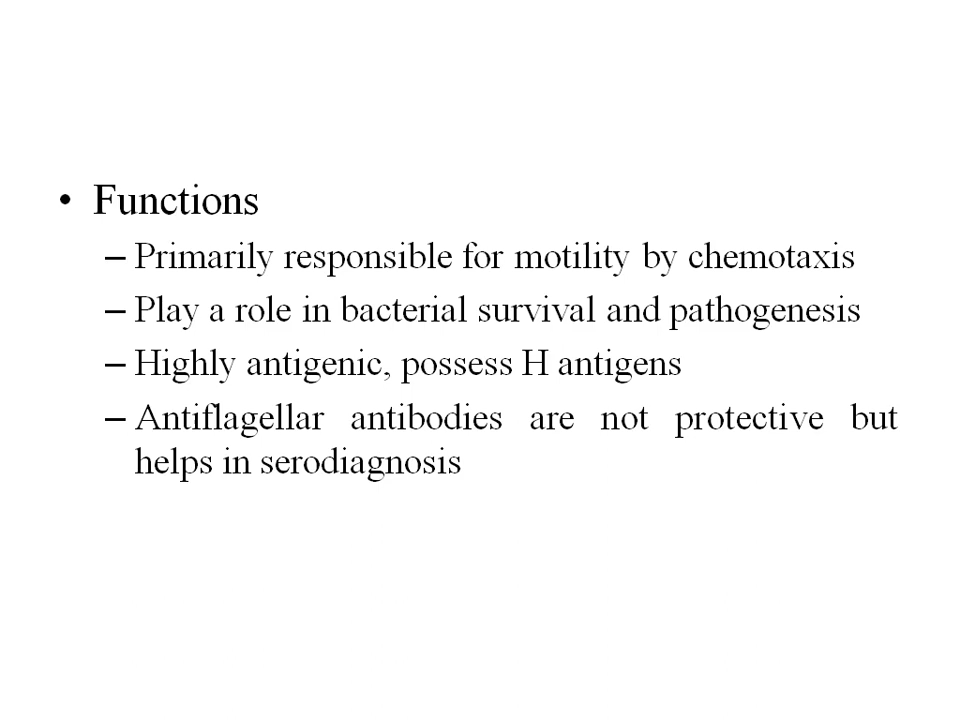 • Functions
– Primarily responsible for motility by chemotaxis
– Play a role in bacterial survival and pathogenesis
– Highly antigenic, possess H antigens
– Antiflagellar antibodies are not protective but
helps in serodiagnosis